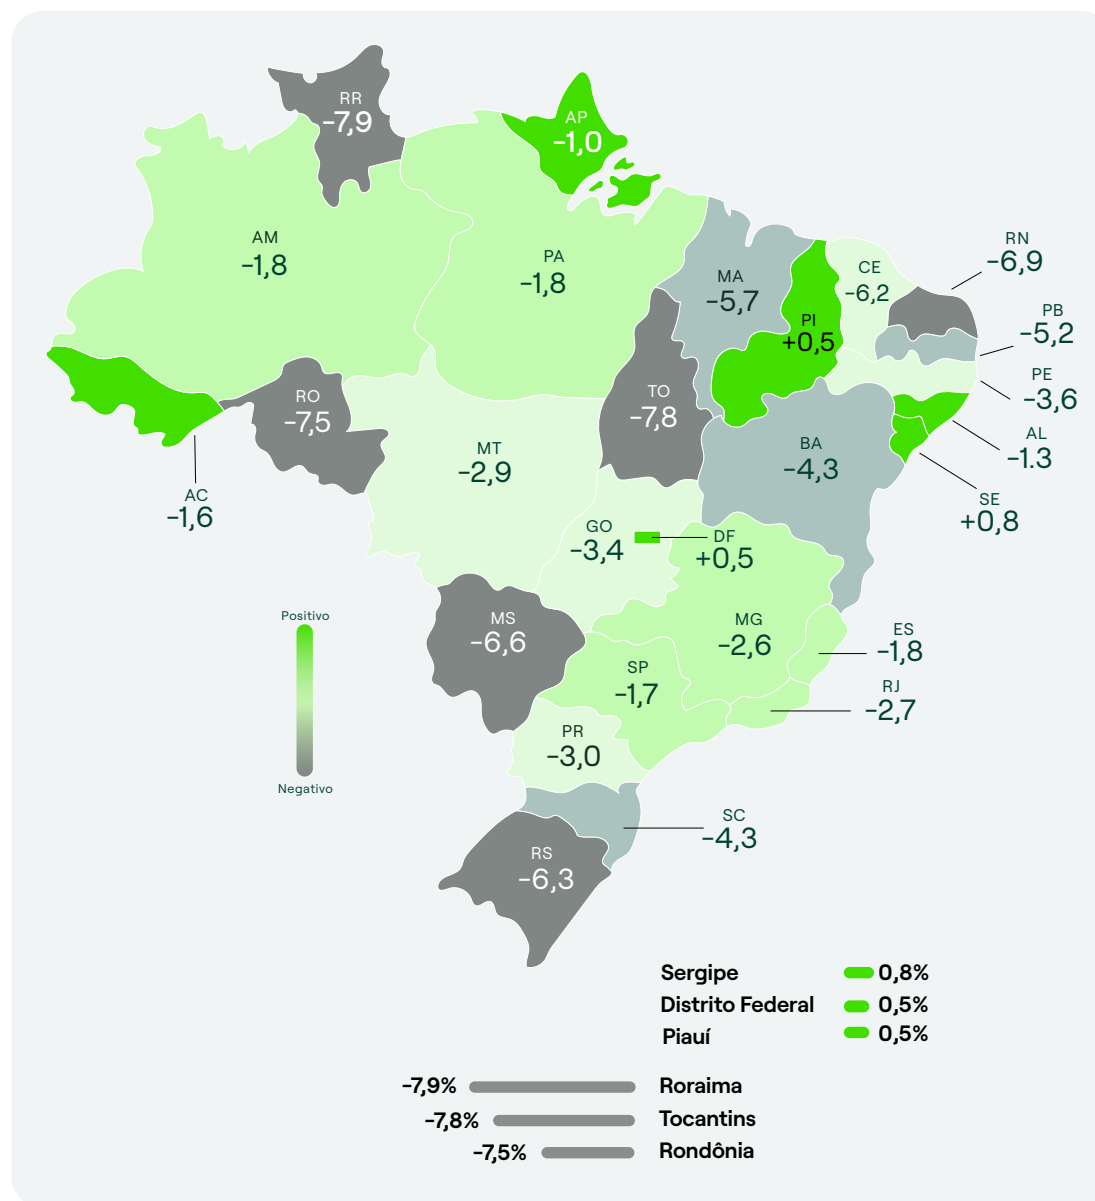 RR
-7,9
AP
-1,0
AM
-1,8
PA
-1,8
MA
-5,7
CE
-6,2
RN
-6,9
PI
+0,5
PB
-5,2
PE
-3,6
AL
-1.3
SE
+0,8
RO
-7,5
TO
-7,8
AC
-1,6
MT
-2,9
BA
-4,3
GO
-3,4
DF
+0,5
MS
-6,6
MG
-2,6
ES
-1,8
SP
-1,7
RJ
-2,7
PR
-3,0
SC
-4,3
RS
-6,3
Positivo
Negativo
Sergipe 0,8%
Distrito Federal 0,5%
Piauí 0,5%
-7,9% Roraima
-7,8% Tocantins
-7,5% Rondônia